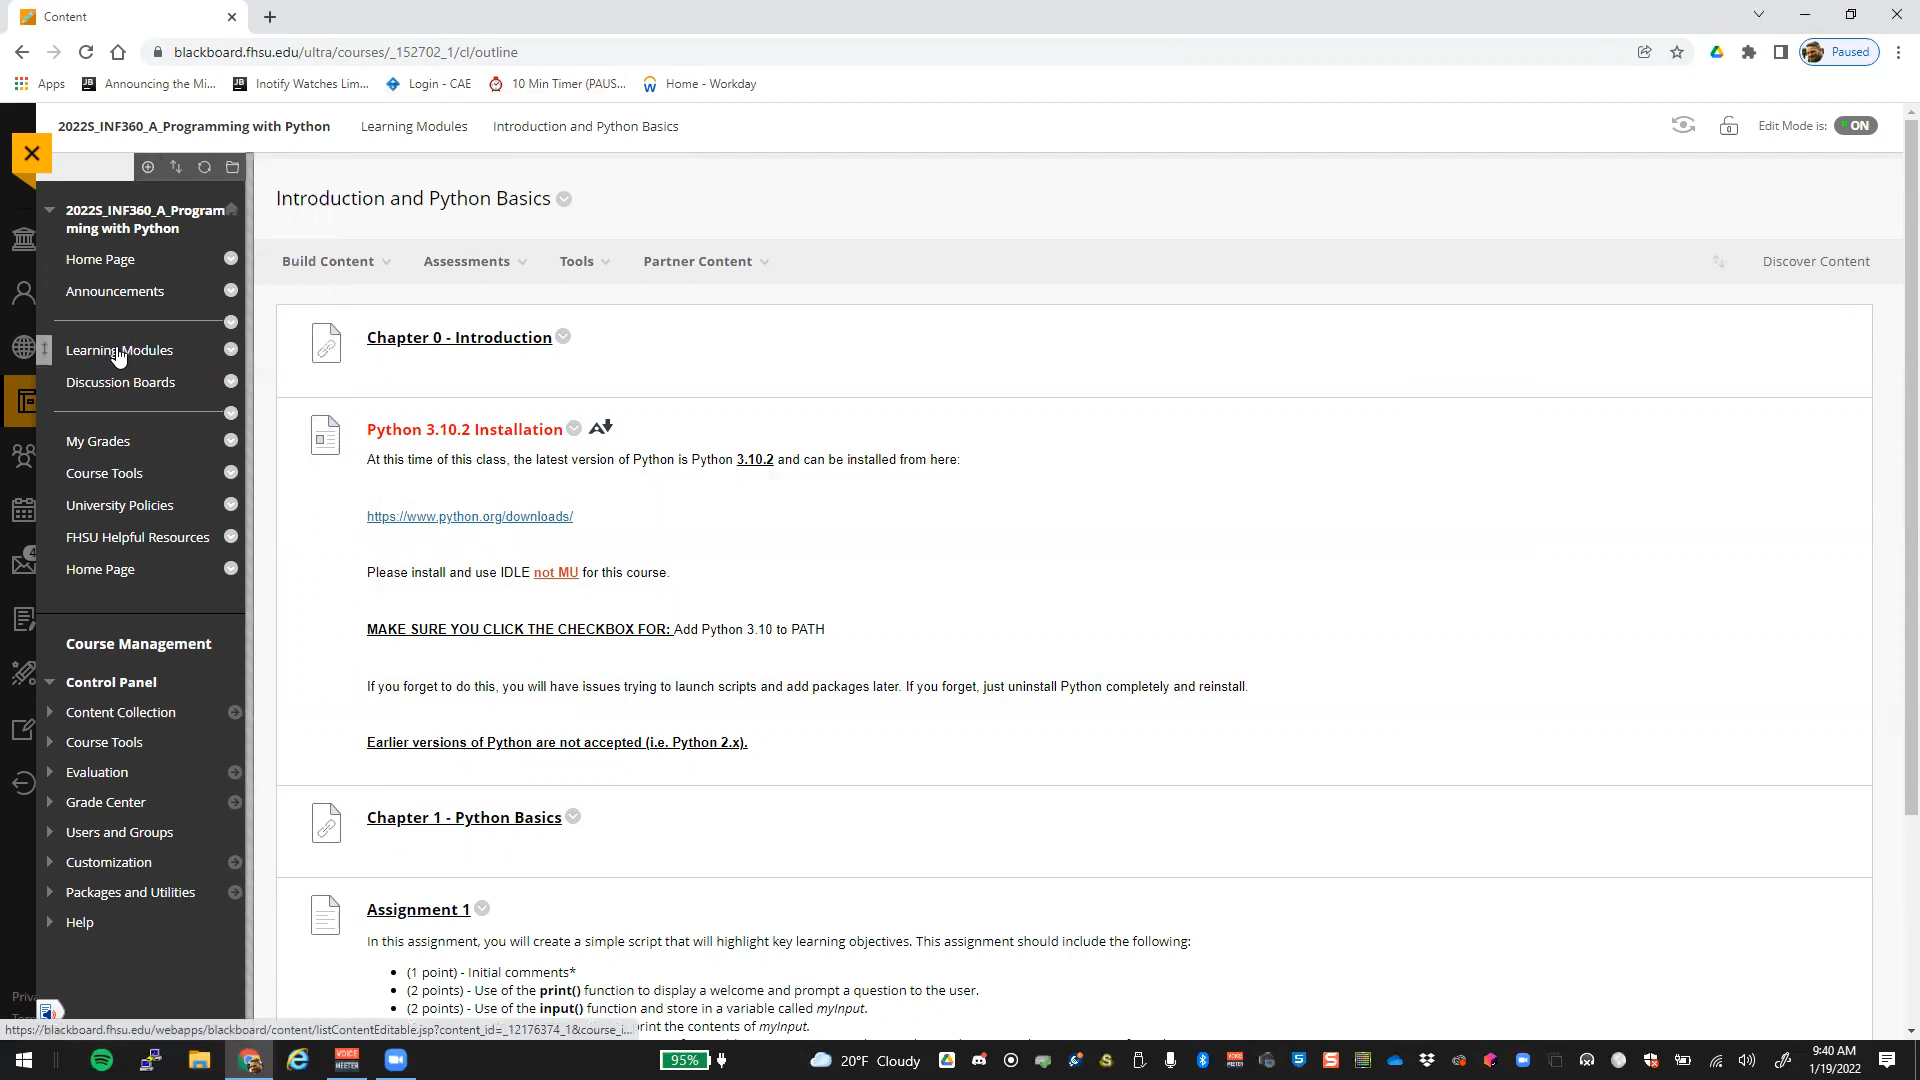 Content
blackboard.fhsu.edu/ultra/courses/_152702_1/cl/outline
Paused
Apps
Announcing the Mi...
Inotify Watches Lim...
Login - CAE
10 Min Timer (PAUS...
Home - Workday
2022S_INF360_A_Programming with Python
Learning Modules
Introduction and Python Basics
Edit Mode is:
ON
2022S_INF360_A_Program
ming with Python
Home Page
Announcements
Learning Modules
Discussion Boards
My Grades
Course Tools
University Policies
FHSU Helpful Resources
Home Page
Course Management
Control Panel
Content Collection
Course Tools
Evaluation
Grade Center
Users and Groups
Customization
Packages and Utilities
Help
Introduction and Python Basics
Build Content
Assessments
Tools
Partner Content
Discover Content
Chapter 0 - Introduction
Python 3.10.2 Installation
At this time of this class, the latest version of Python is Python 3.10.2 and can be installed from here:
https://www.python.org/downloads/
Please install and use IDLE not MU for this course.
MAKE SURE YOU CLICK THE CHECKBOX FOR: Add Python 3.10 to PATH
If you forget to do this, you will have issues trying to launch scripts and add packages later. If you forget, just uninstall Python completely and reinstall.
Earlier versions of Python are not accepted (i.e. Python 2.x).
Chapter 1 - Python Basics
Assignment 1
In this assignment, you will create a simple script that will highlight key learning objectives. This assignment should include the following:
(1 point) - Initial comments*
(2 points) - Use of the print() function to display a welcome and prompt a question to the user.
(2 points) - Use of the input() function and store in a variable called myInput.
print the contents of myInput.
https://blackboard.fhsu.edu/webapps/blackboard/content/listContentEditable.jsp?content_id=_12176374_1&course_i...
95%
20°F Cloudy
9:40 AM
1/19/2022